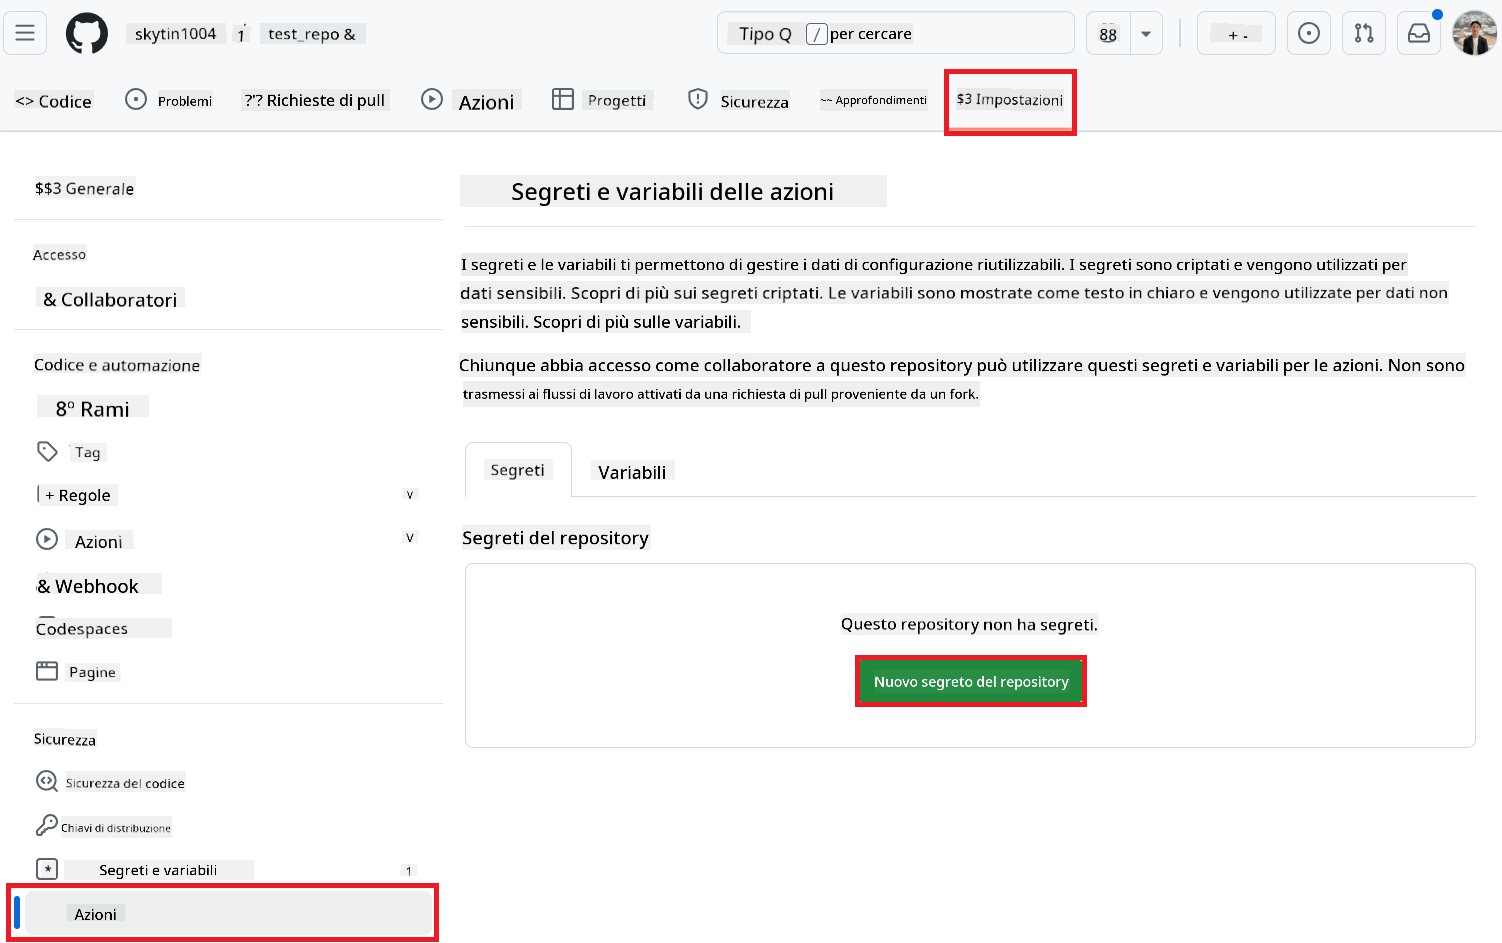 skytin1004 / test_repo &
Tipo Q / per cercare
88
+ -
<> Codice
Problemi
?'? Richieste di pull
Azioni
Progetti
Sicurezza
~~ Approfondimenti
$3 Impostazioni
$$3 Generale
Accesso
& Collaboratori
Codice e automazione
8º Rami
Tag
+ Regole v
Azioni V
& Webhook
Codespaces
Pagine
Sicurezza
Sicurezza del codice
Chiavi di distribuzione
* Segreti e variabili 1
Azioni
Segreti e variabili delle azioni
I segreti e le variabili ti permettono di gestire i dati di configurazione riutilizzabili. I segreti sono criptati e vengono utilizzati per
dati sensibili. Scopri di più sui segreti criptati. Le variabili sono mostrate come testo in chiaro e vengono utilizzate per dati non
sensibili. Scopri di più sulle variabili.
Chiunque abbia accesso come collaboratore a questo repository può utilizzare questi segreti e variabili per le azioni. Non sono
trasmessi ai flussi di lavoro attivati da una richiesta di pull proveniente da un fork.
Segreti
Variabili
Segreti del repository
Questo repository non ha segreti.
Nuovo segreto del repository